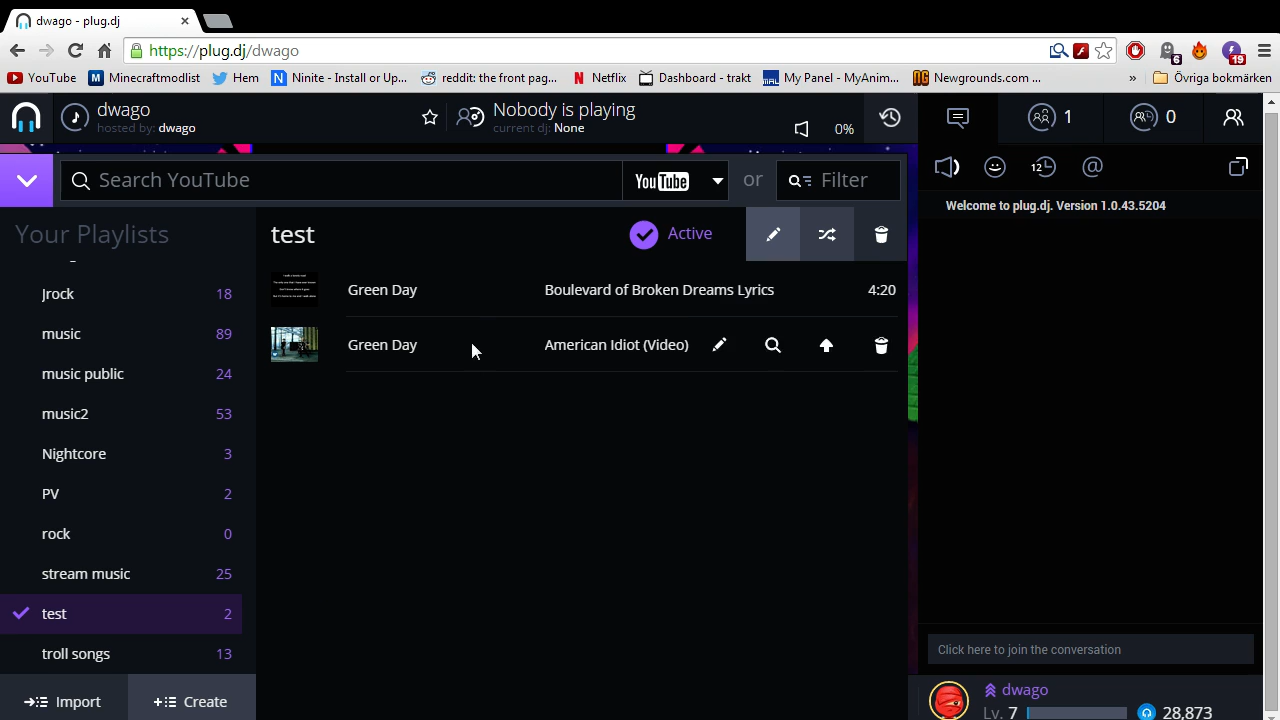 dwago - plug.dj
https://plug.dj/dwago
6
19
YouTube
Minecraftmodlist
Hem
Ninite - Install or Up...
reddit: the front pag...
Netflix
Dashboard - trakt
MAL
My Panel - MyAnim...
Newgrounds.com ...
»
Övriga bokmärken
dwago
hosted by: dwago
Nobody is playing
current dj: None
0%
1
0
Search YouTube
YouTube
or
Filter
12
@
Welcome to plug.dj. Version 1.0.43.5204
Your Playlists
test
Active
Jrock 18
music 89
music public 24
music2 53
Nightcore 3
PV 2
rock 0
stream music 25
test 2
troll songs 13
Green Day Boulevard of Broken Dreams Lyrics 4:20
Green Day American Idiot (Video)
Import
Create
Click here to join the conversation
dwago
Lv. 7
28,873